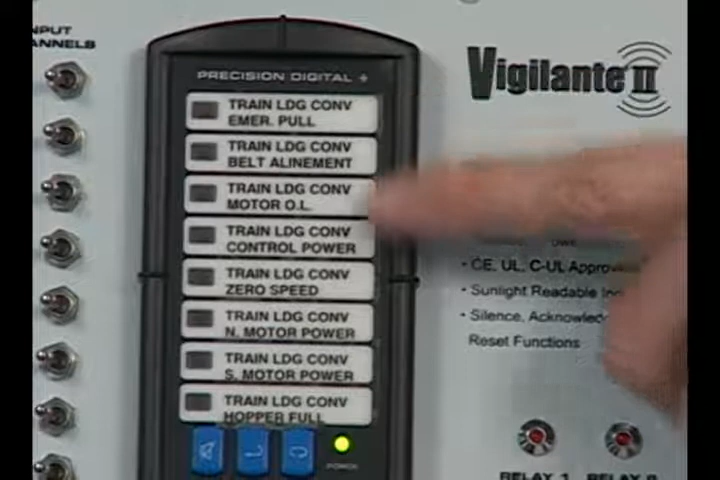 INPUT
CHANNELS
PRECISION DIGITAL +
Vigilante II
TRAIN LDG CONV
EMER. PULL
TRAIN LDG CONV
BELT ALINEMENT
TRAIN LDG CONV
MOTOR O.L.
TRAIN LDG CONV
CONTROL POWER
TRAIN LDG CONV
ZERO SPEED
TRAIN LDG CONV
N. MOTOR POWER
TRAIN LDG CONV
S. MOTOR POWER
TRAIN LDG CONV
HOPPER FULL
POWER
• CE, UL, C-UL
• Sunlight Readable
• Silence,
Reset Functions
RELAY 1
RELAY